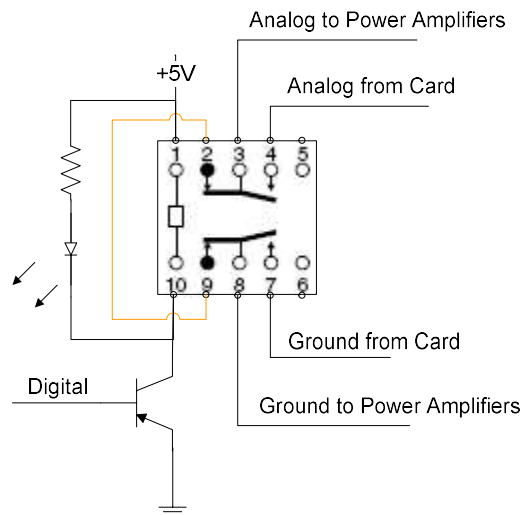 Analog to Power Amplifiers
+5V
Analog from Card
1 2 3 4 5
10 9 8 7 6
Ground from Card
Digital
Ground to Power Amplifiers